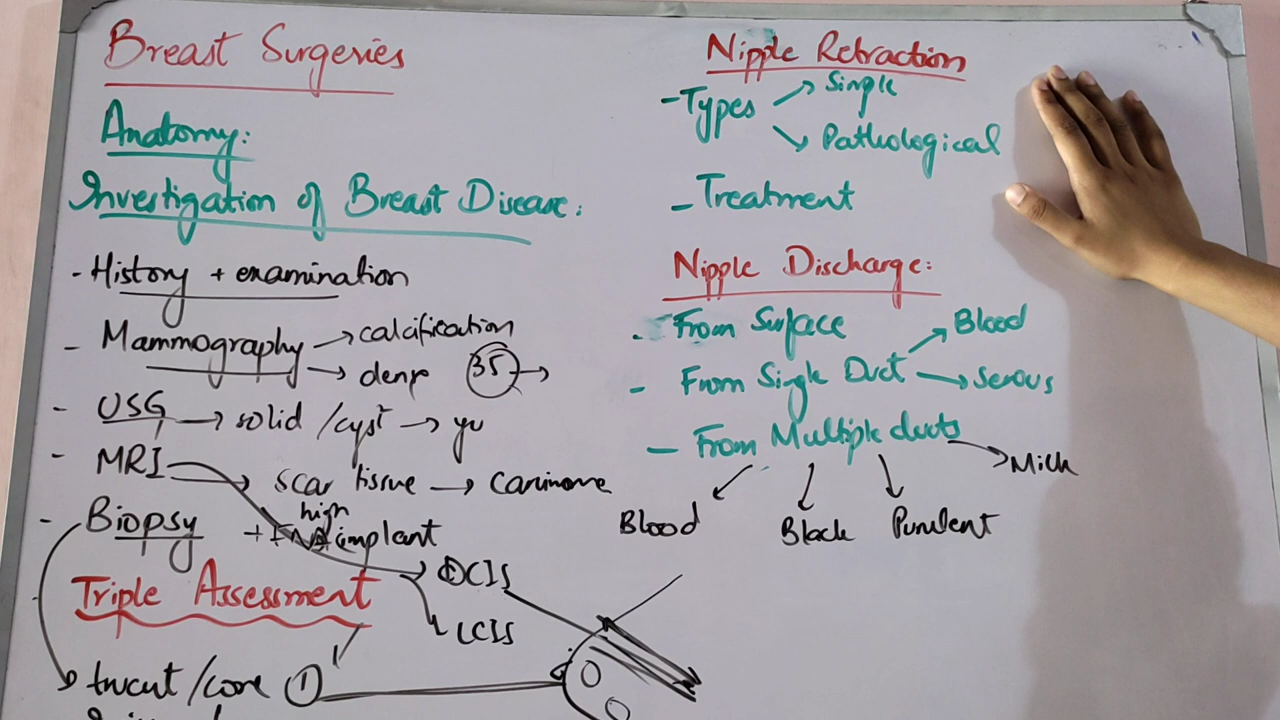 Breast Surgeries
Anatomy:
Investigation of Breast Disease:
- History + examination
- Mammography → calcification
→ dense 35 →
- USG → solid / cyst →
- MRI → scar tissue → Carcinoma
high
- Biopsy + implant
DCIS
Triple Assessment
LCIS
trucut / core 1
Nipple Retraction
- Types → Simple
→ Pathological
- Treatment
Nipple Discharge:
- From Surface
- From Single Duct → Blood
→ Serous
- From Multiple ducts
→ Milk
Blood
Black
Purulent